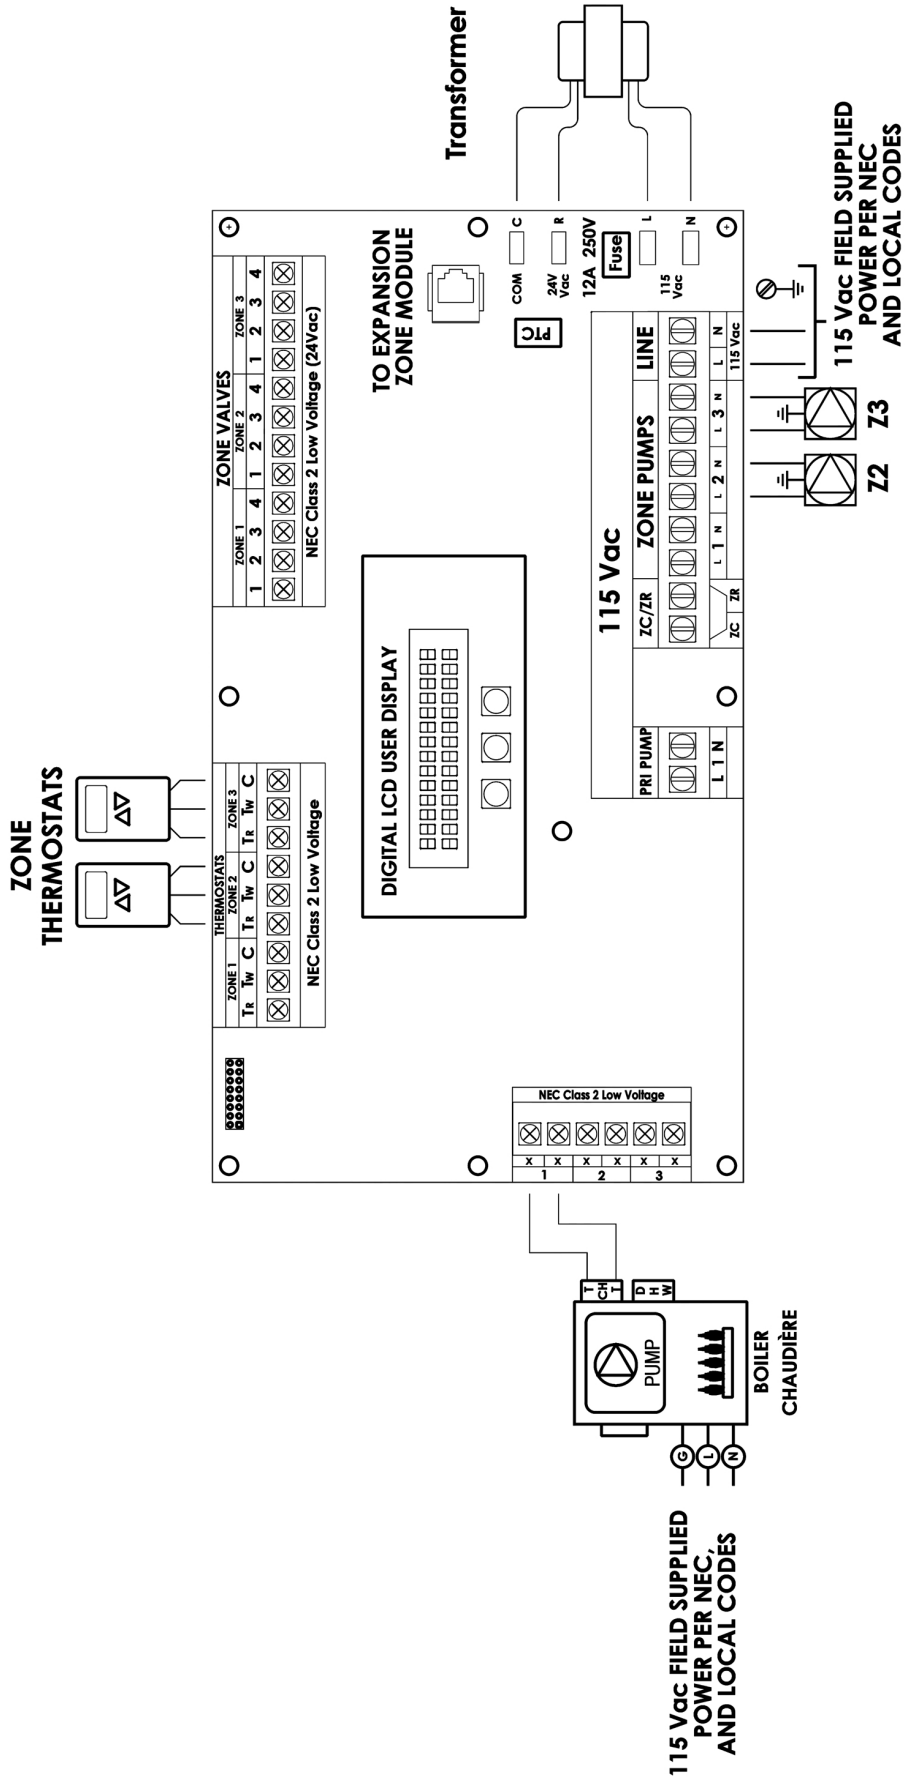 ZONE
THERMOSTATS
THERMOSTATS
ZONE 1 ZONE 2 ZONE 3
TR TW C TR TW C TR TW C
NEC Class 2 Low Voltage
ZONE VALVES
ZONE 1 ZONE 2 ZONE 3
1 2 3 4 1 2 3 4 1 2 3 4
NEC Class 2 Low Voltage (24Vac)
DIGITAL LCD USER DISPLAY
TO EXPANSION
ZONE MODULE
Transformer
PTC
COM C
24V
Vac R
12A 250V
Fuse
L
115
Vac N
NEC Class 2 Low Voltage
X X X X X X
1 2 3
T
CH
T
D
H
W
PUMP
BOILER
CHAUDIÈRE
G
L
N
115 Vac FIELD SUPPLIED
POWER PER NEC,
AND LOCAL CODES
115 Vac
PRI PUMP ZC/ZR ZONE PUMPS LINE
L 1 N L 1 N L 2 N L 3 N L N
ZC ZR 115 Vac
Z2 Z3
115 Vac FIELD SUPPLIED
POWER PER NEC
AND LOCAL CODES